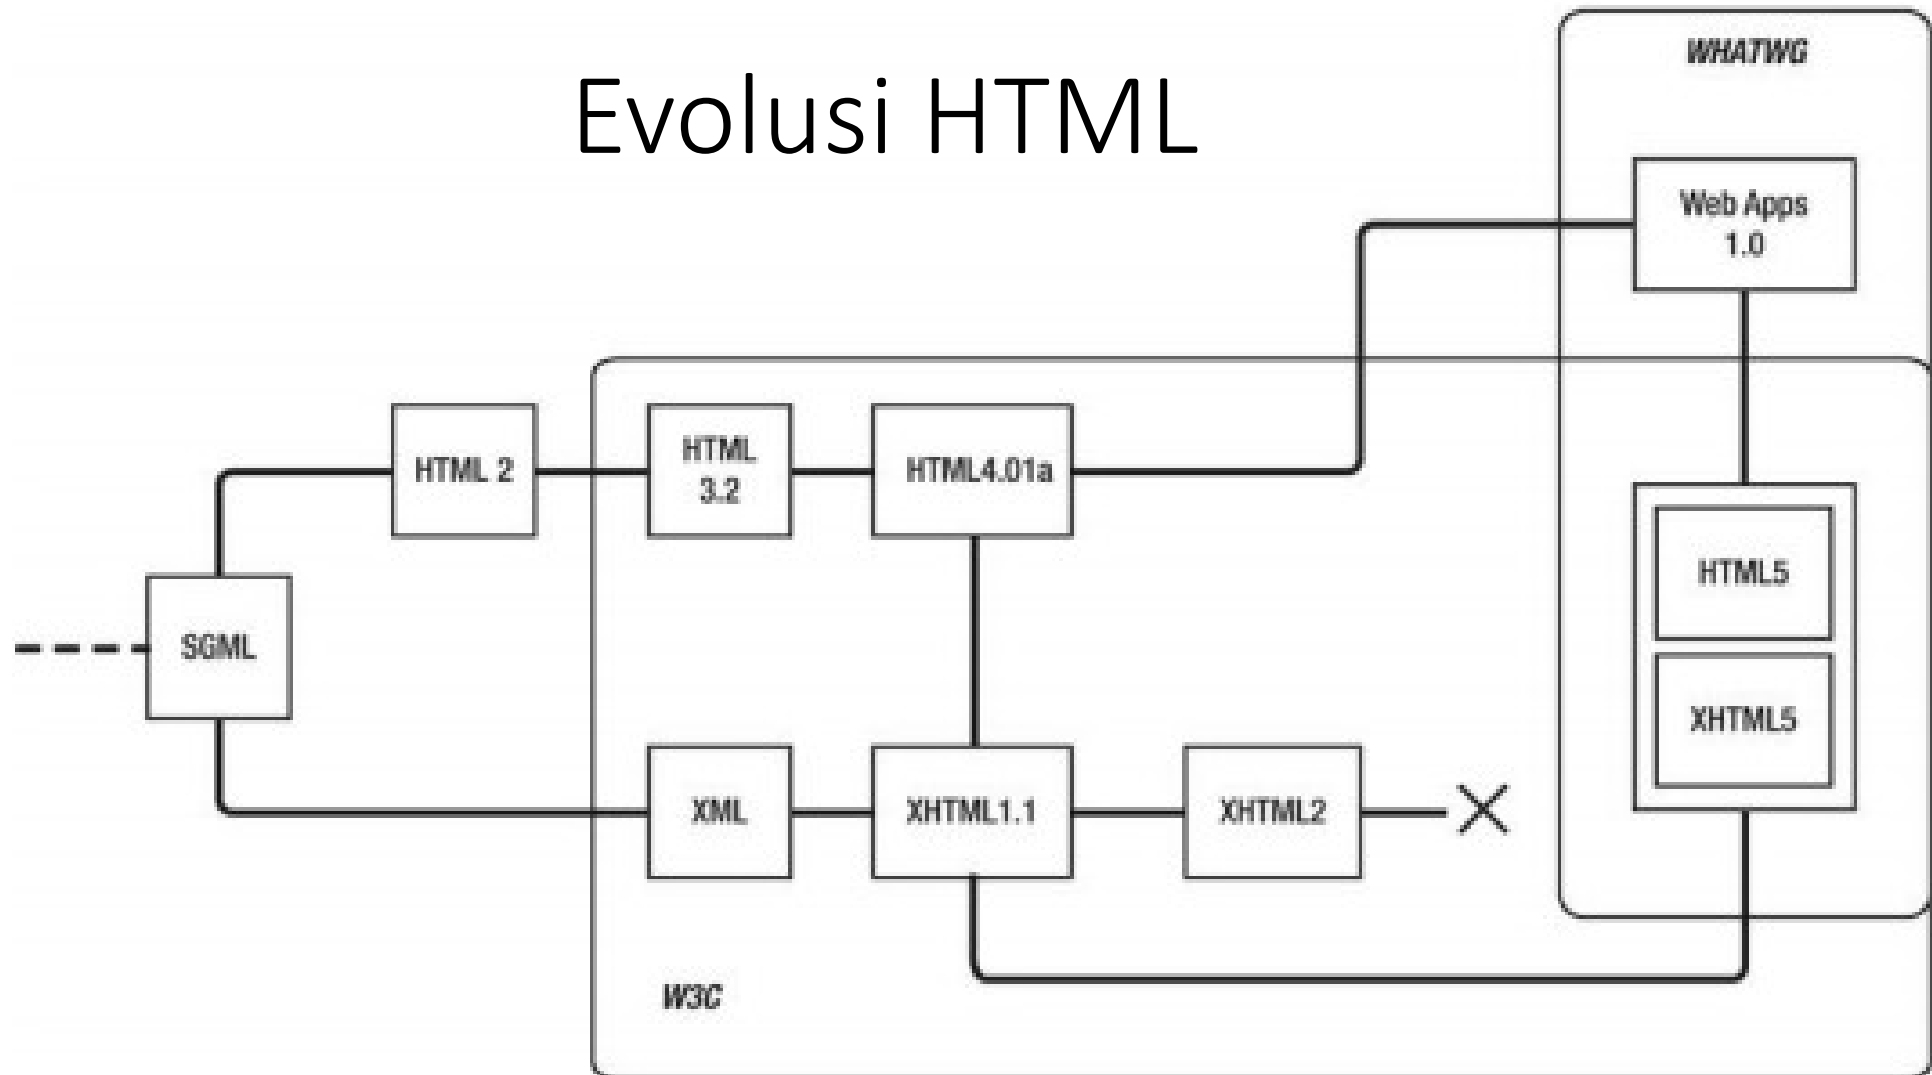 Evolusi HTML
WHATWG
Web Apps
1.0
HTML 2
HTML
3.2
HTML4.01a
HTML5
SGML
XHTML5
XML
XHTML1.1
XHTML2
W3C